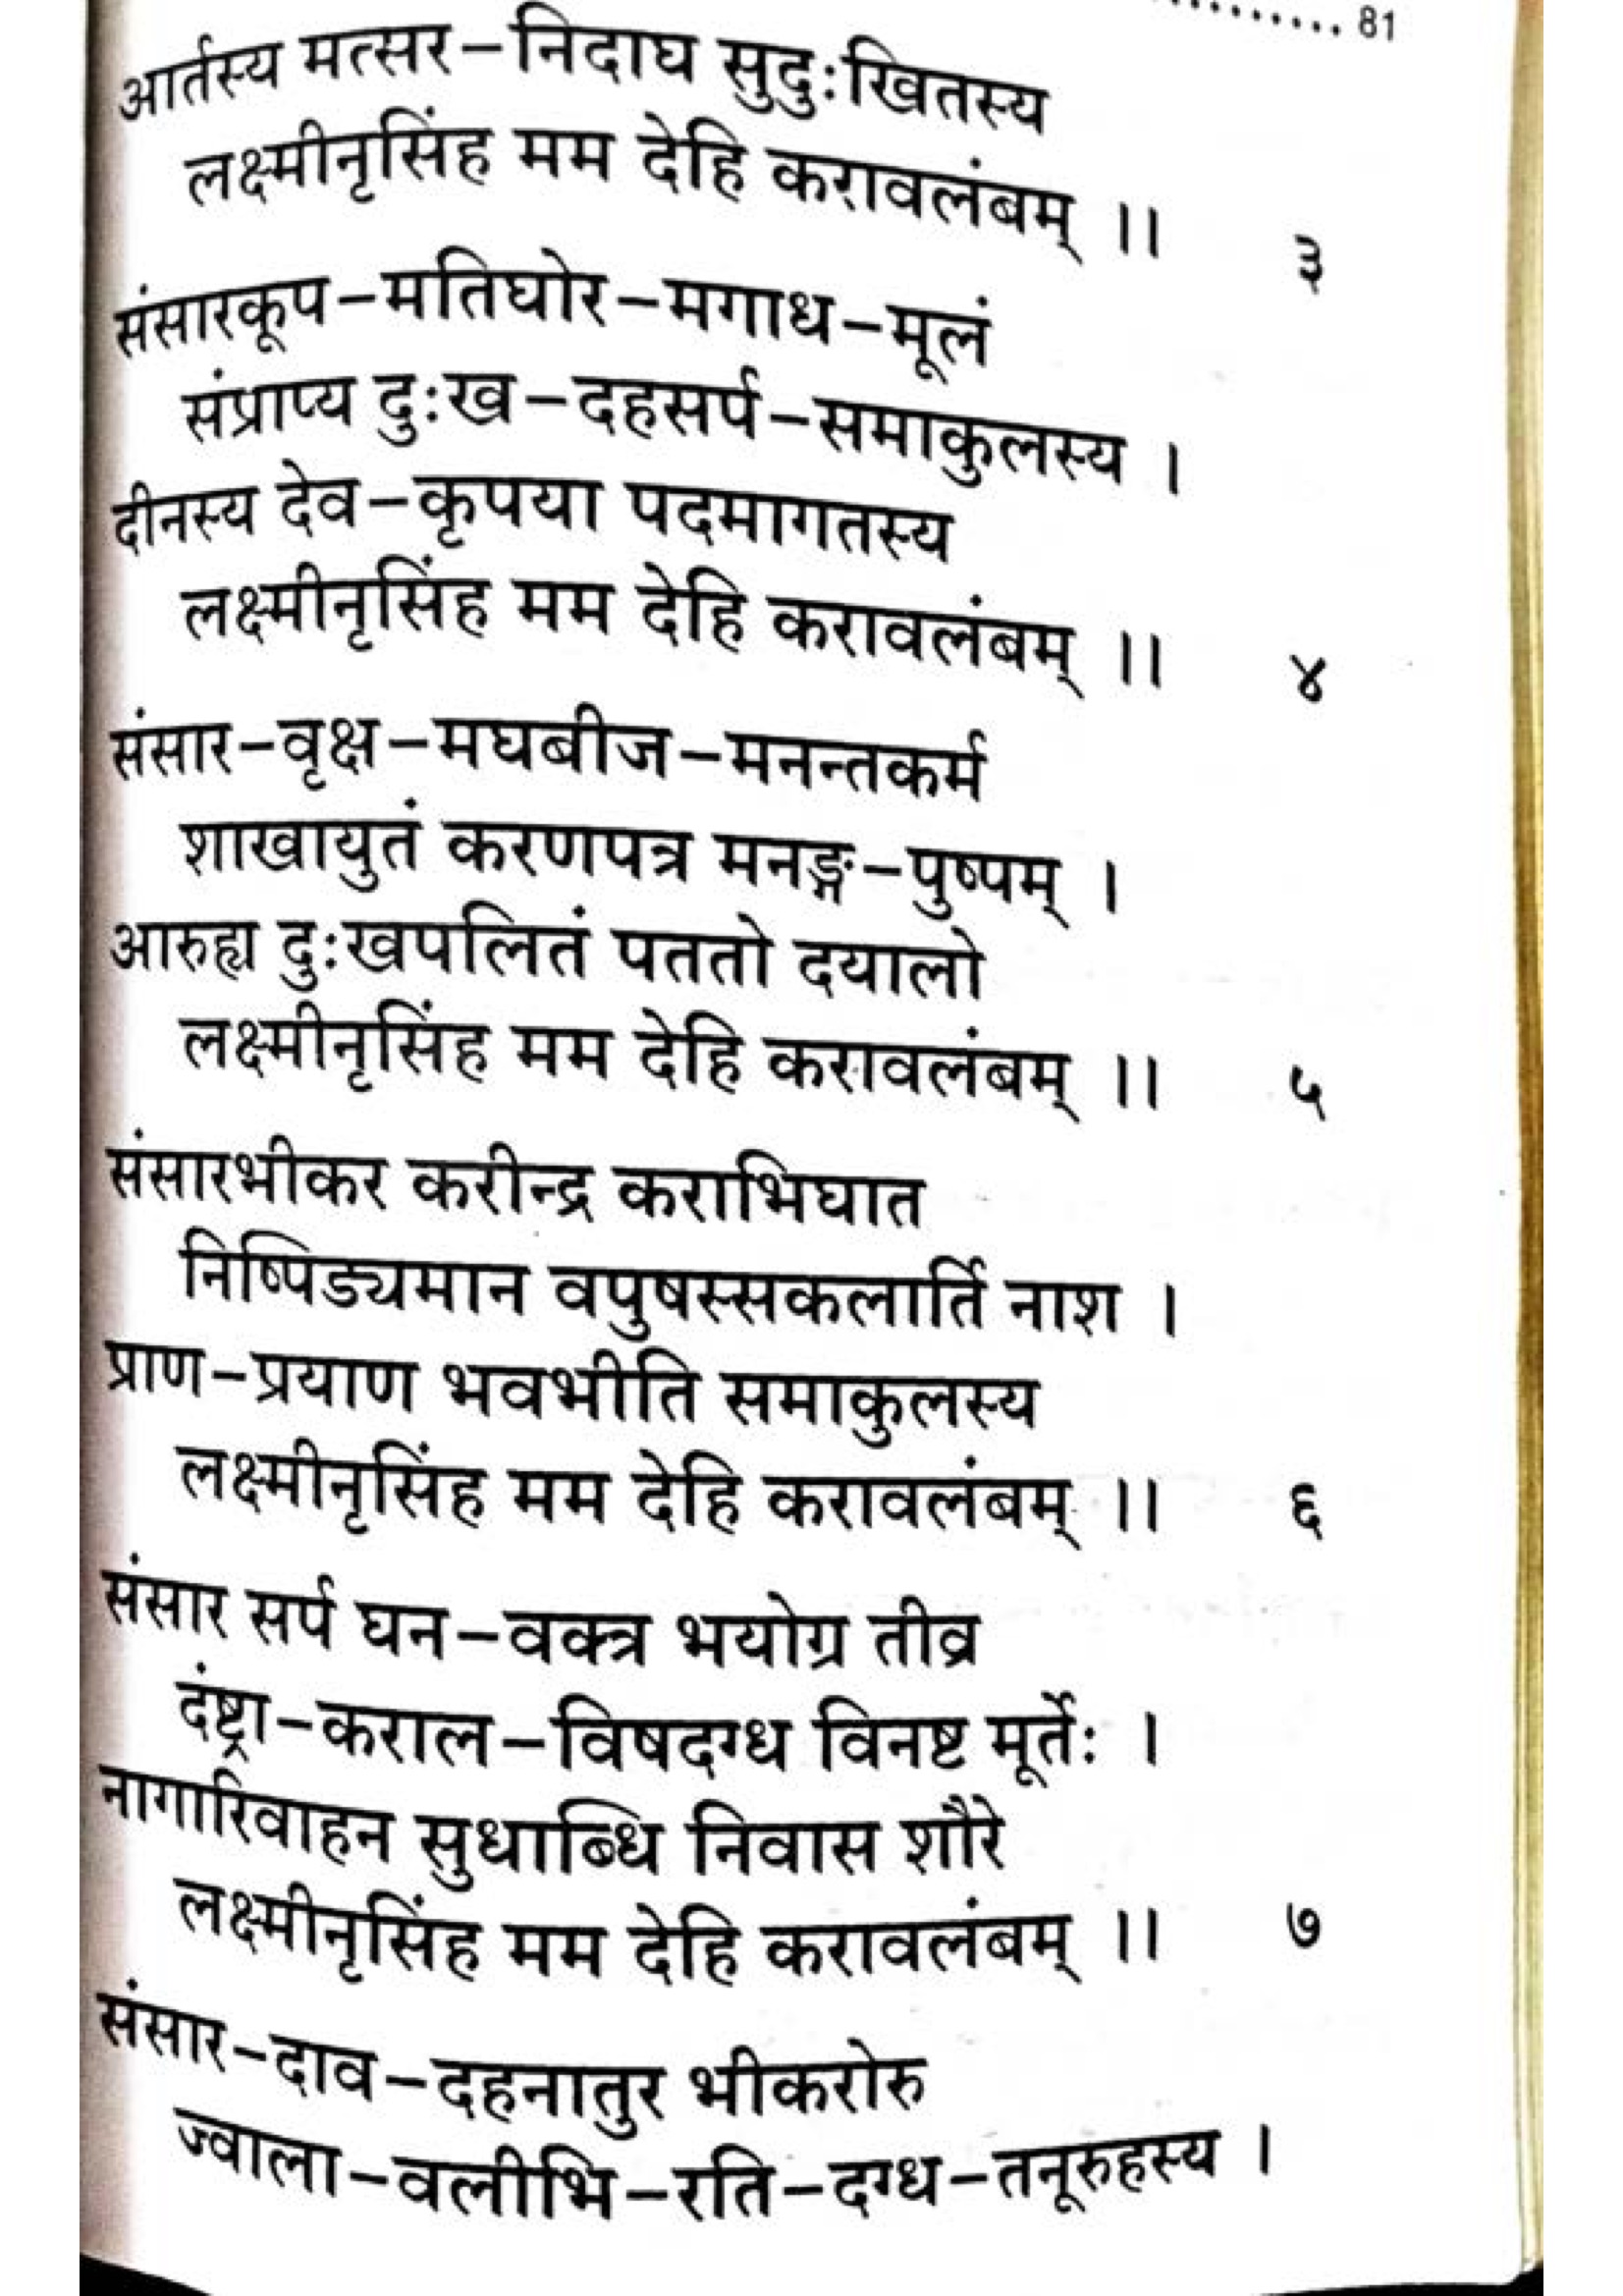 .......... 81
आर्तस्य मत्सर–निदाघ सुदुःखितस्य
लक्ष्मीनृसिंह मम देहि करावलंबम् ।। ३
संसारकूप–मतिघोर–मगाध–मूलं
संप्राप्य दुःख–दहसर्प–समाकुलस्य ।
दीनस्य देव–कृपया पदमागतस्य
लक्ष्मीनृसिंह मम देहि करावलंबम् ।। ४
संसार–वृक्ष–मघबीज–मनन्तकर्म
शाखायुतं करणपत्र मनङ्ग–पुष्पम् ।
आरुह्य दुःखपलितं पततो दयालो
लक्ष्मीनृसिंह मम देहि करावलंबम् ।। ५
संसारभीकर करीन्द्र कराभिघात
निष्पिड्यमान वपुषस्सकलार्ति नाश ।
प्राण–प्रयाण भवभीति समाकुलस्य
लक्ष्मीनृसिंह मम देहि करावलंबम् ।। ६
संसार सर्प घन–वक्त्र भयोग्र तीव्र
दंष्ट्रा–कराल–विषदग्ध विनष्ट मूर्तेः ।
नागारिवाहन सुधाब्धि निवास शौरे
लक्ष्मीनृसिंह मम देहि करावलंबम् ।। ७
संसार–दाव–दहनातुर भीकरोरु
ज्वाला–वलीभि–रति–दग्ध–तनूरुहस्य ।